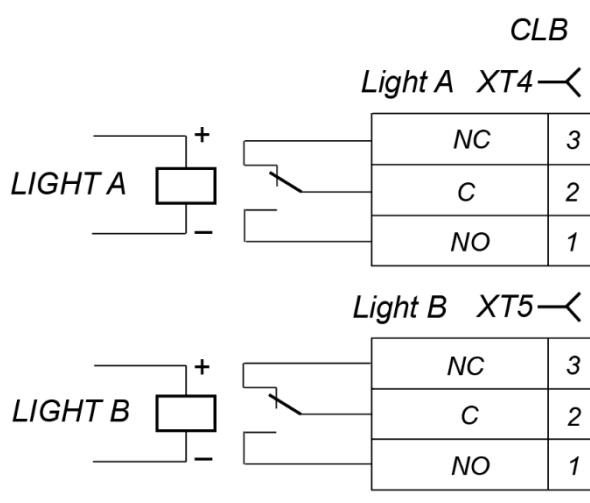 CLB
Light A XT4
NC 3
+
LIGHT A
C 2
–
NO 1
Light B XT5
NC 3
+
LIGHT B
C 2
–
NO 1